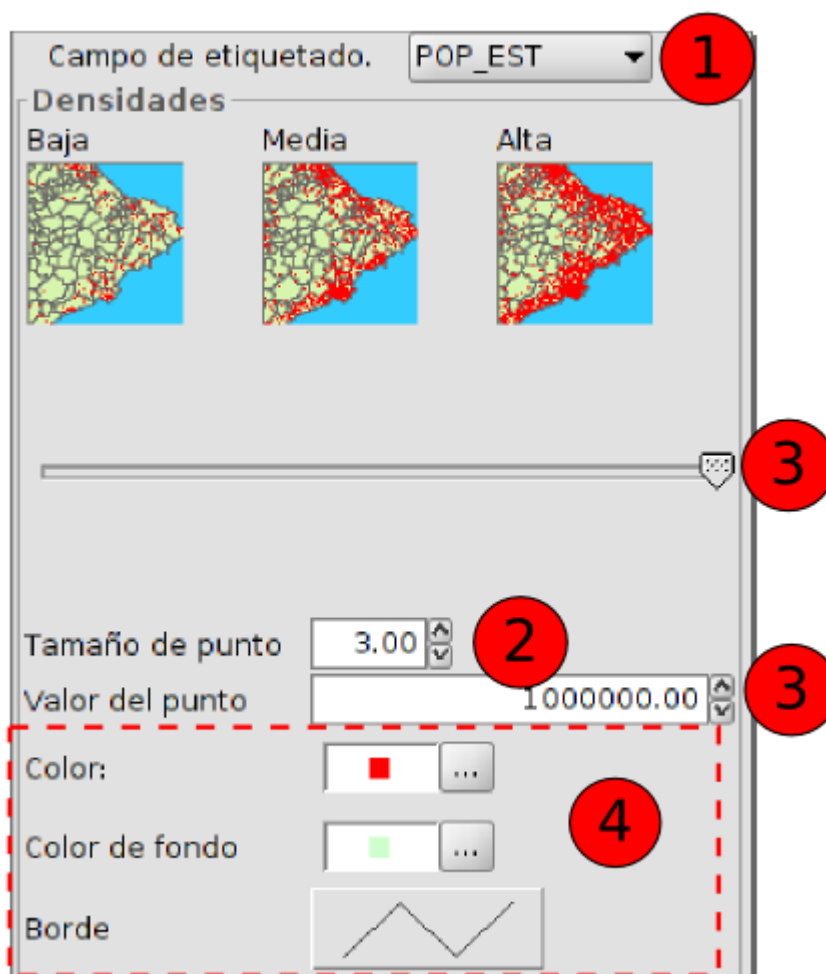 Campo de etiquetado. POP_EST 1
Densidades
Baja Media Alta
3
Tamaño de punto 3.00 2
Valor del punto 1000000.00 3
Color: ...
4
Color de fondo ...
Borde